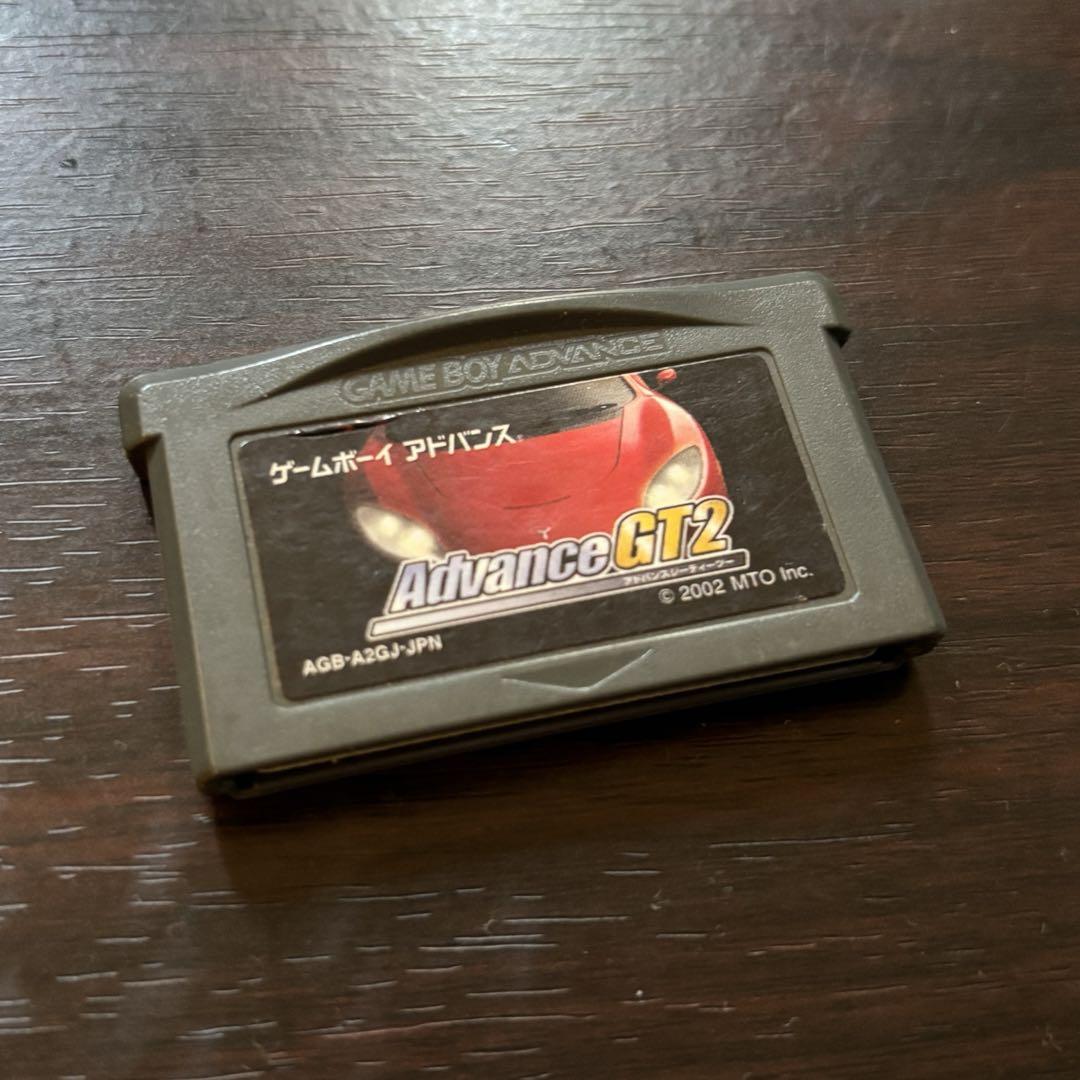 GAME BOY ADVANCE
ゲームボーイ アドバンス
Advance GT2
アドバンスジーティーツー
© 2002 MTO Inc.
AGB-A2GJ-JPN